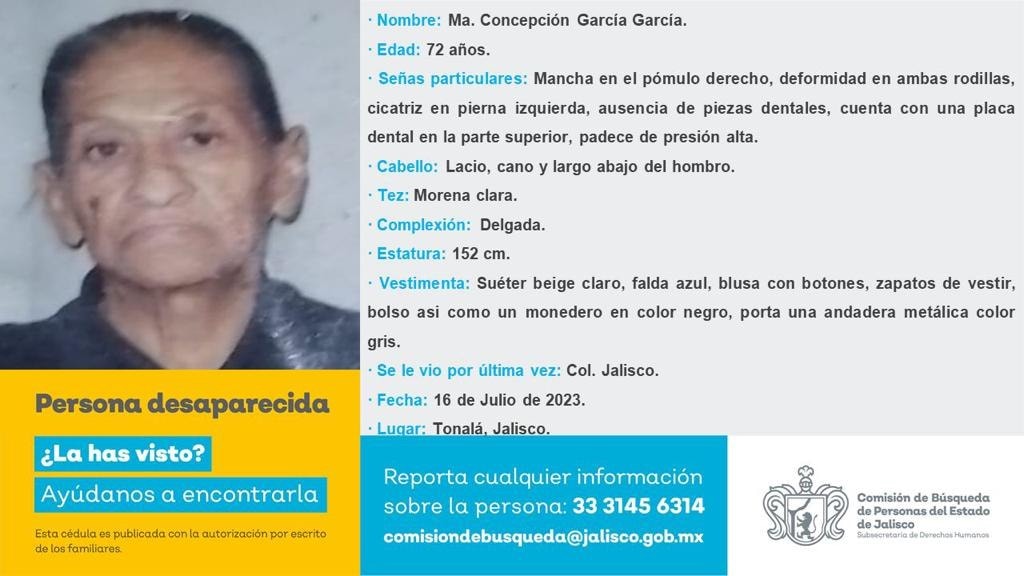 · Nombre: Ma. Concepción García García.
· Edad: 72 años.
· Señas particulares: Mancha en el pómulo derecho, deformidad en ambas rodillas,
cicatriz en pierna izquierda, ausencia de piezas dentales, cuenta con una placa
dental en la parte superior, padece de presión alta.
· Cabello: Lacio, cano y largo abajo del hombro.
· Tez: Morena clara.
· Complexión: Delgada.
· Estatura: 152 cm.
· Vestimenta: Suéter beige claro, falda azul, blusa con botones, zapatos de vestir,
bolso asi como un monedero en color negro, porta una andadera metálica color
gris.
· Se le vio por última vez: Col. Jalisco.
· Fecha: 16 de Julio de 2023.
· Lugar: Tonalá, Jalisco.
Persona desaparecida
¿La has visto?
Ayúdanos a encontrarla
Esta cédula es publicada con la autorización por escrito
de los familiares.
Reporta cualquier información
sobre la persona: 33 3145 6314
comisiondebusqueda@jalisco.gob.mx
Comisión de Búsqueda
de Personas del Estado
de Jalisco
Subsecretaría de Derechos Humanos